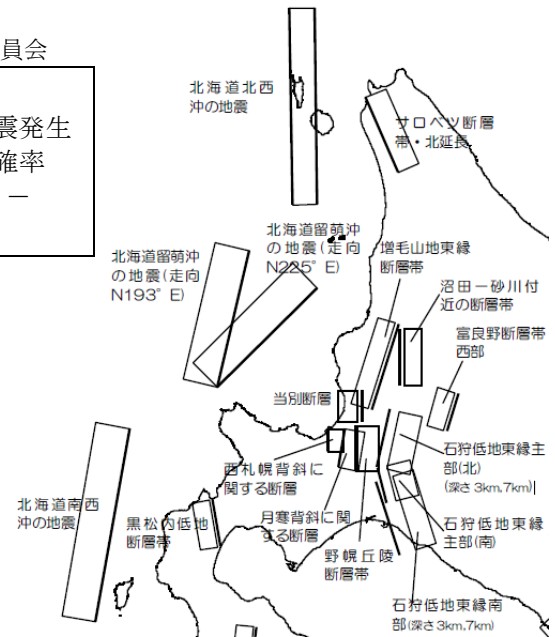 員会
震発生
確率
－
北海道北西
沖の地震
サロベツ断層
帯・北延長
北海道留萌沖
の地震(走向
N225°E)
北海道留萌沖
の地震(走向
N193°E)
増毛山地東縁
断層帯
沼田－砂川付
近の断層帯
富良野断層帯
西部
当別断層
西札幌背斜に
関する断層
石狩低地東縁主
部(北)
(深さ3km,7km)
北海道南西
沖の地震
黒松内低地
断層帯
月寒背斜に関
する断層
野幌丘陵
断層帯
石狩低地東縁
主部(南)
石狩低地東縁南
部(深さ3km,7km)